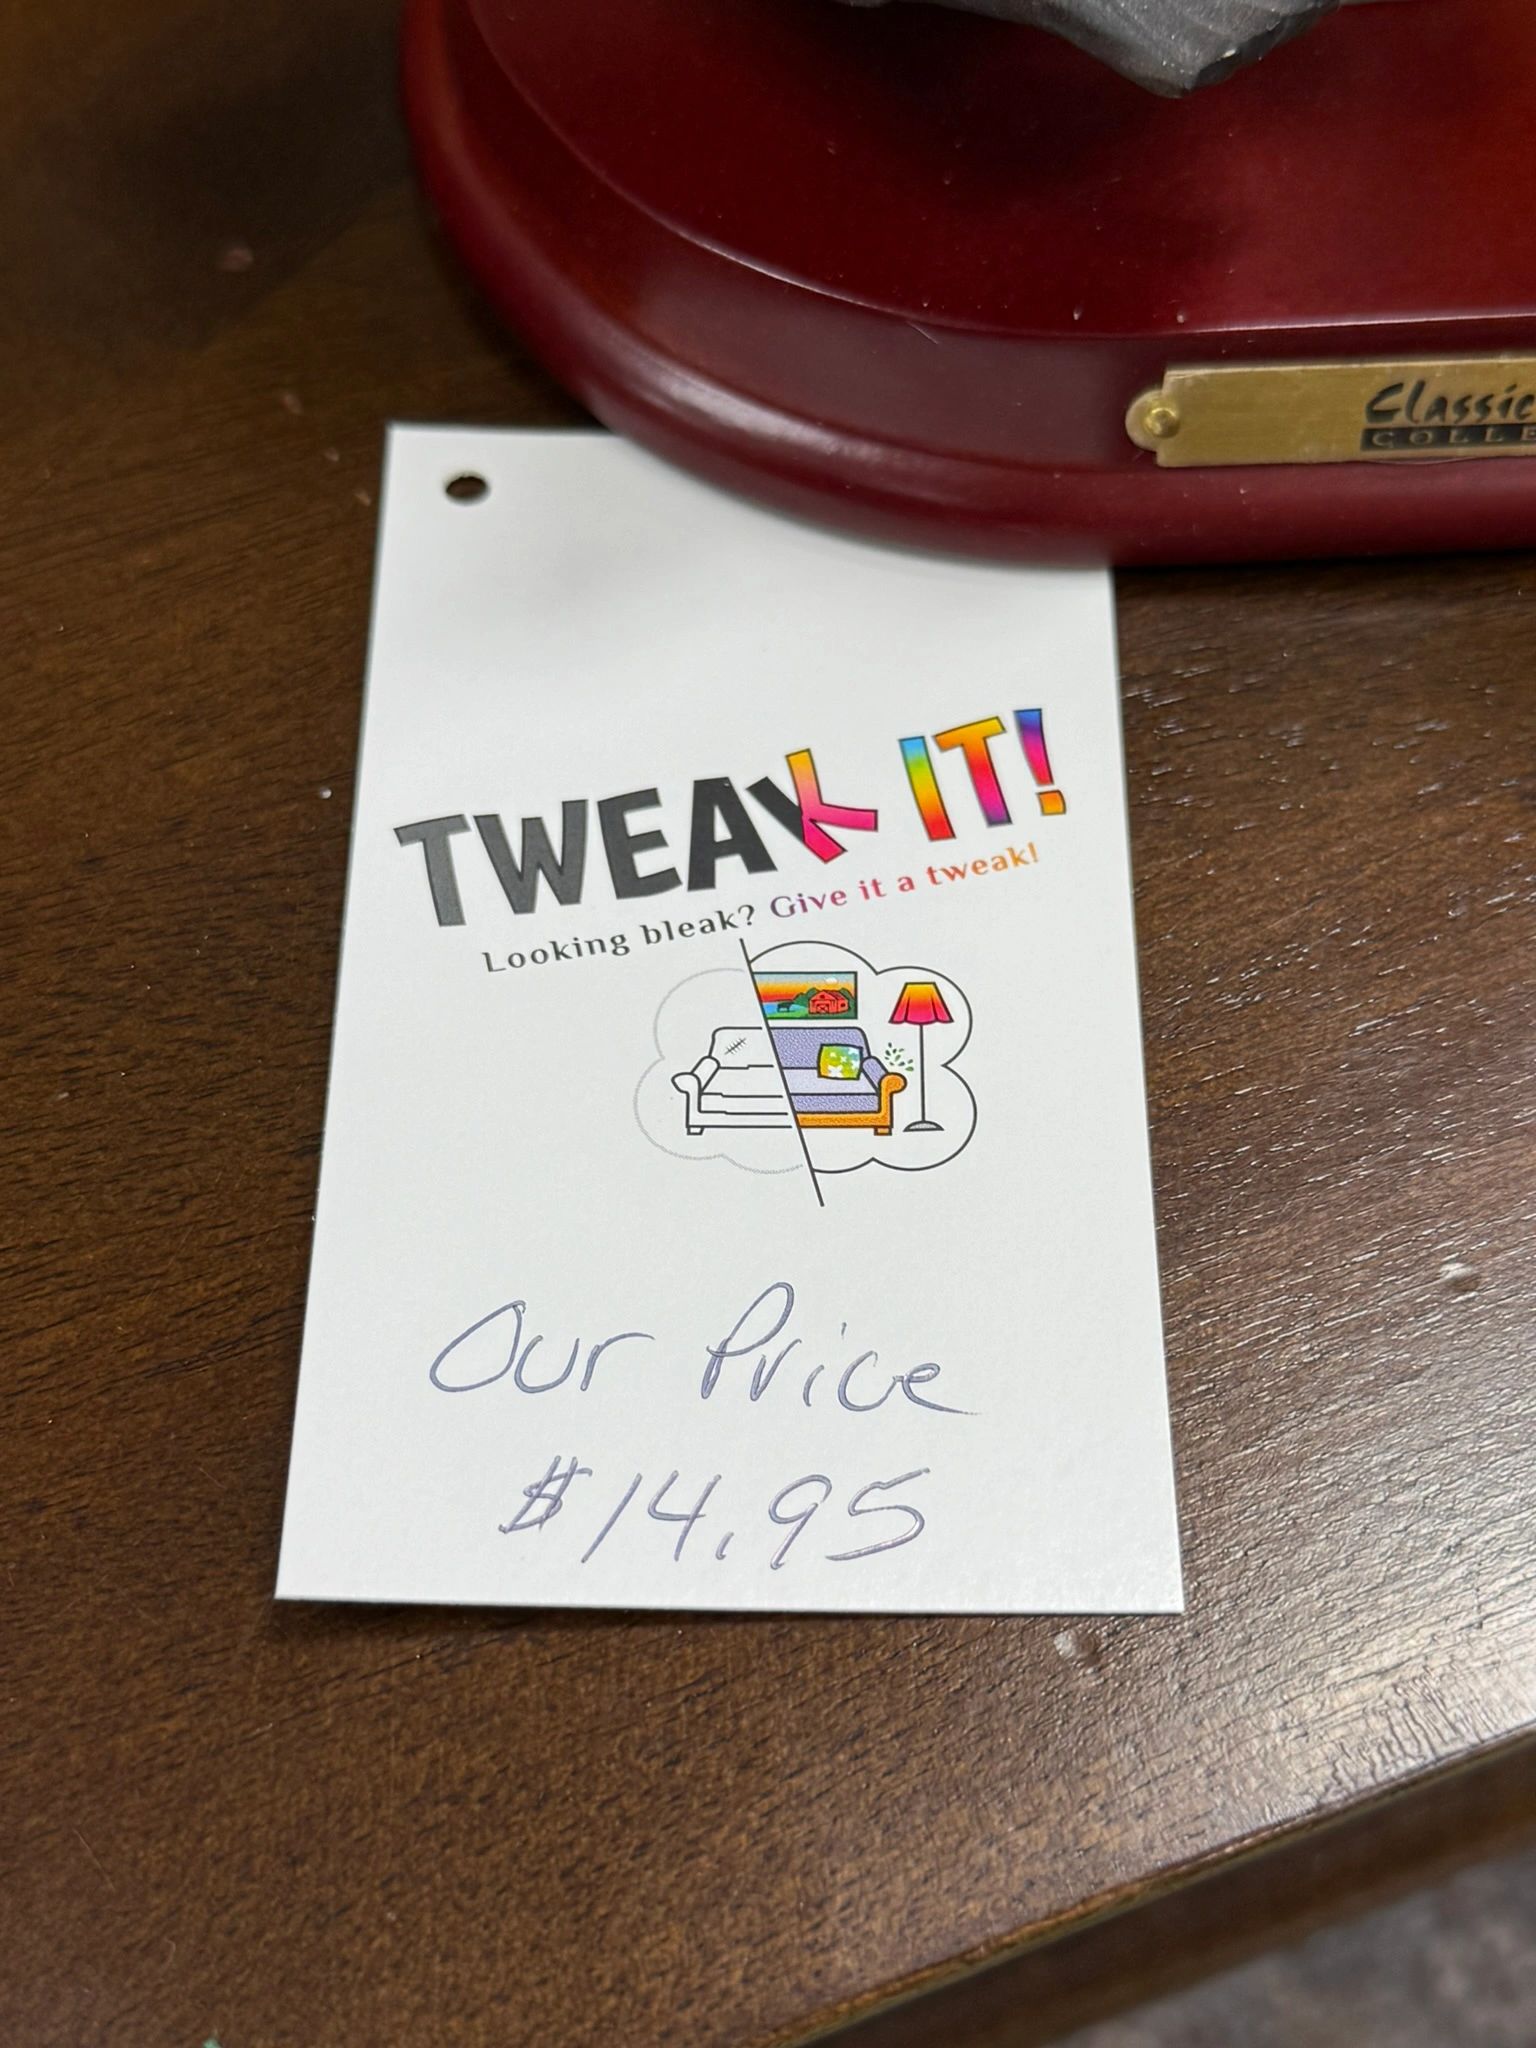 Classic
TWEAK IT!
Looking bleak? Give it a tweak!
Our Price
$14.95